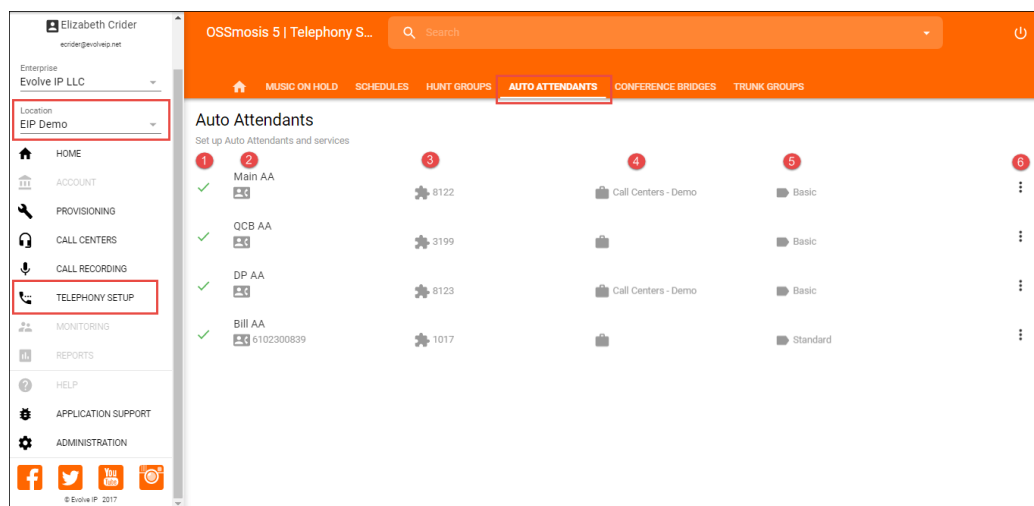 Elizabeth Crider
ecrider@evolveip.net
Enterprise
Evolve IP LLC
Location
EIP Demo
HOME
ACCOUNT
PROVISIONING
CALL CENTERS
CALL RECORDING
TELEPHONY SETUP
MONITORING
REPORTS
HELP
APPLICATION SUPPORT
ADMINISTRATION
You
Tube
© Evolve IP 2017
OSSmosis 5 | Telephony S...
Search
MUSIC ON HOLD SCHEDULES HUNT GROUPS AUTO ATTENDANTS CONFERENCE BRIDGES TRUNK GROUPS
Auto Attendants
Set up Auto Attendants and services
1 2 3 4 5 6
Main AA
8122 Call Centers - Demo Basic
QCB AA
3199 Basic
DP AA
8123 Call Centers - Demo Basic
Bill AA
6102300839 1017 Standard